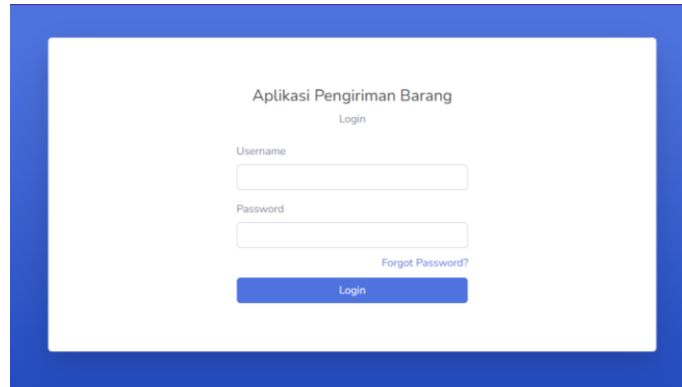 Aplikasi Pengiriman Barang
Login
Username
Password
Forgot Password?
Login